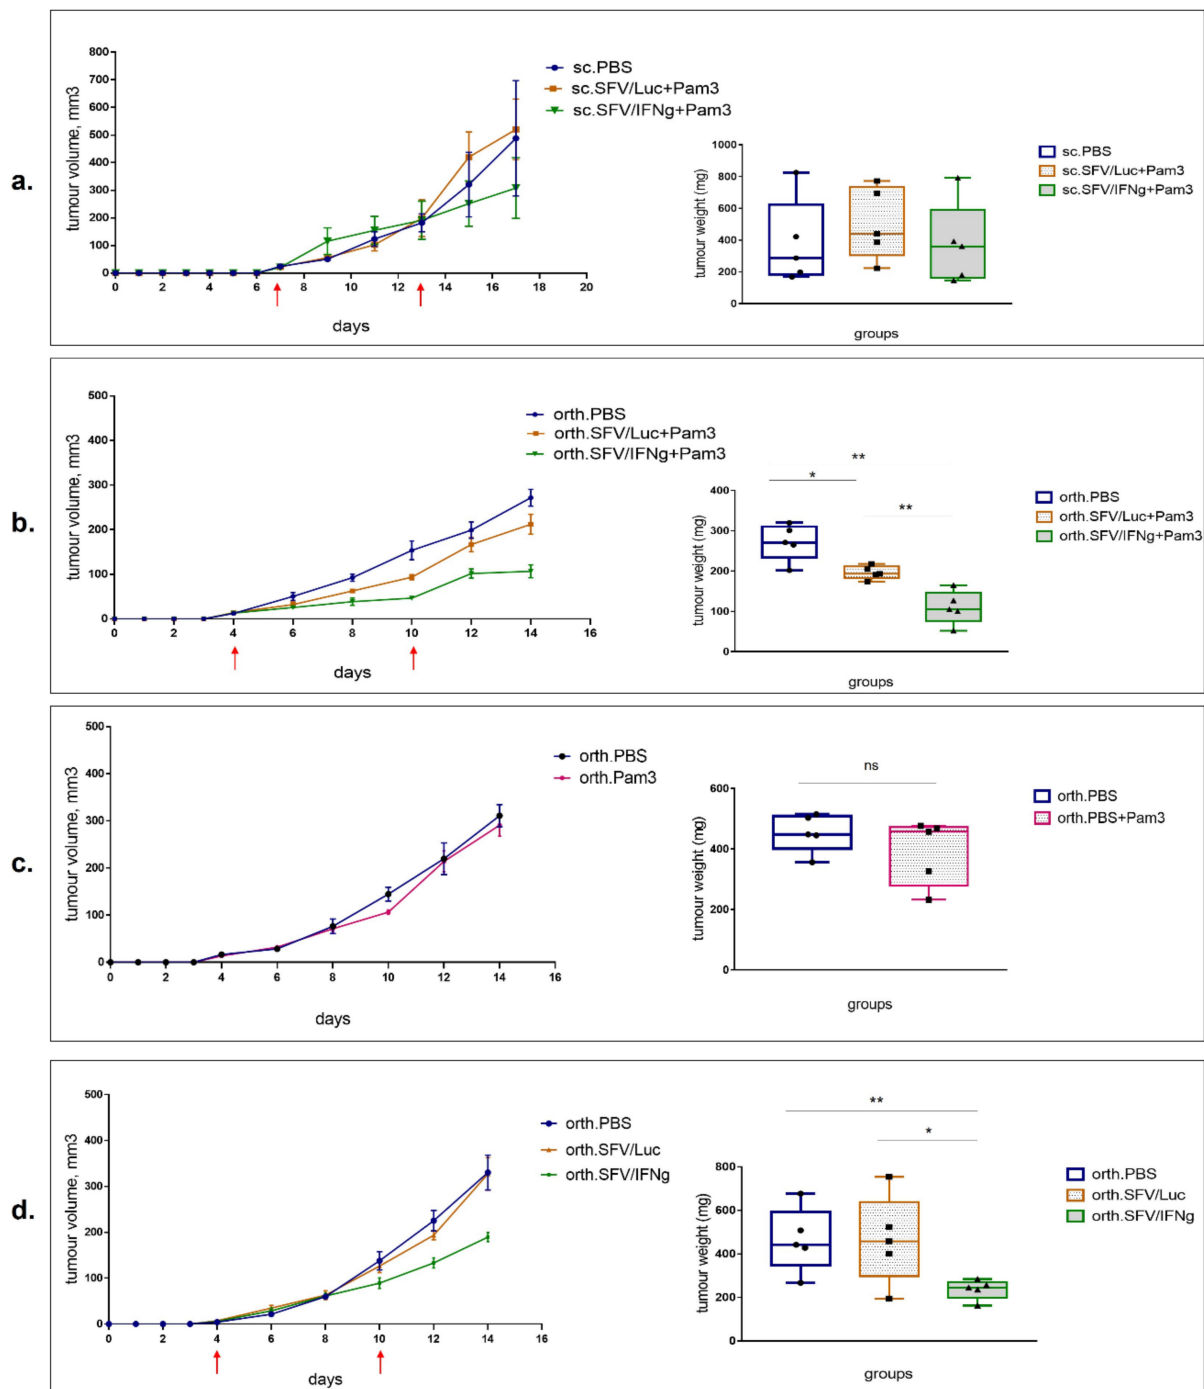 a.
800
700
600
500
400
300
200
100
0
tumour volume, mm3
0 2 4 6 8 10 12 14 16 18 20
days
sc.PBS
sc.SFV/Luc+Pam3
sc.SFV/IFNg+Pam3
1000
800
600
400
200
0
tumour weight (mg)
groups
sc.PBS
sc.SFV/Luc+Pam3
sc.SFV/IFNg+Pam3
b.
500
400
300
200
100
0
tumour volume, mm3
0 2 4 6 8 10 12 14 16
days
orth.PBS
orth.SFV/Luc+Pam3
orth.SFV/IFNg+Pam3
**
*
**
400
300
200
100
0
tumour weight (mg)
groups
orth.PBS
orth.SFV/Luc+Pam3
orth.SFV/IFNg+Pam3
c.
500
400
300
200
100
0
tumour volume, mm3
0 2 4 6 8 10 12 14 16
days
orth.PBS
orth.Pam3
ns
600
400
200
0
tumour weight (mg)
groups
orth.PBS
orth.PBS+Pam3
d.
500
400
300
200
100
0
tumour volume, mm3
0 2 4 6 8 10 12 14 16
days
orth.PBS
orth.SFV/Luc
orth.SFV/IFNg
**
*
800
600
400
200
0
tumour weight (mg)
groups
orth.PBS
orth.SFV/Luc
orth.SFV/IFNg